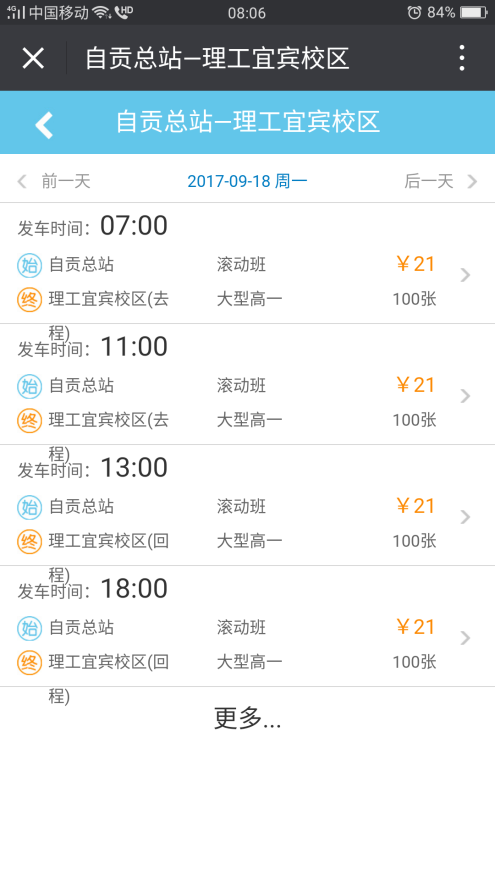 4G 中国移动 HD 08:06 84%
自贡总站—理工宜宾校区
自贡总站—理工宜宾校区
前一天 2017-09-18 周一 后一天
发车时间：07:00
始 自贡总站 滚动班 ￥21
终 理工宜宾校区(去 大型高一 100张
程)
发车时间：11:00
始 自贡总站 滚动班 ￥21
终 理工宜宾校区(去 大型高一 100张
程)
发车时间：13:00
始 自贡总站 滚动班 ￥21
终 理工宜宾校区(回 大型高一 100张
程)
发车时间：18:00
始 自贡总站 滚动班 ￥21
终 理工宜宾校区(回 大型高一 100张
程)
更多...